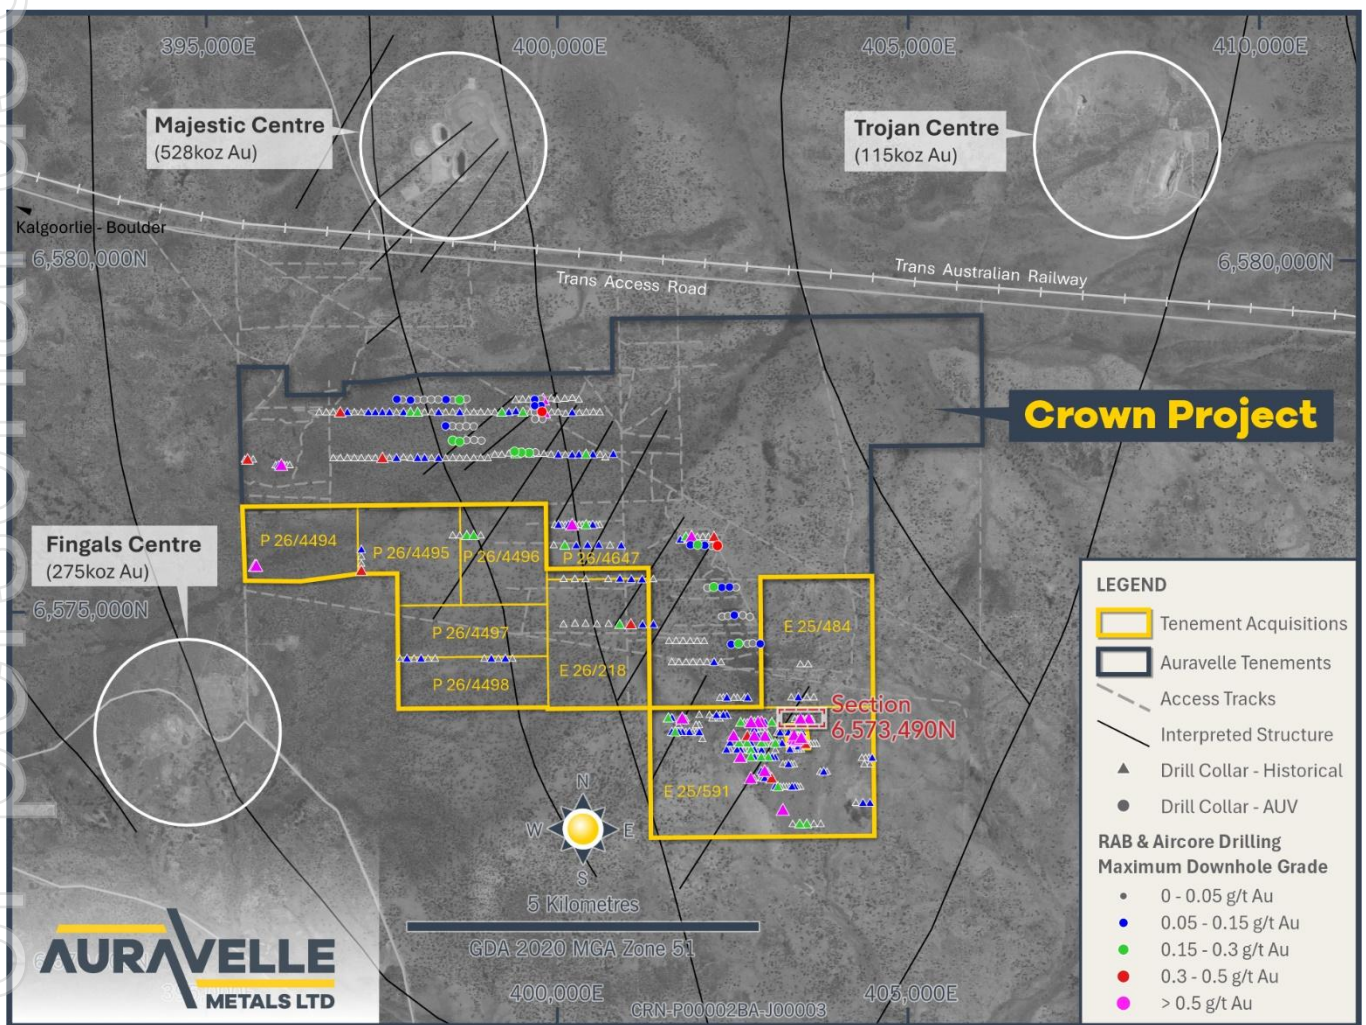 395,000E
400,000E
405,000E
410,000E
Majestic Centre
(528koz Au)
Trojan Centre
(115koz Au)
Kalgoorlie - Boulder
6,580,000N
6,580,000N
Trans Australian Railway
Trans Access Road
Crown Project
Fingals Centre
(275koz Au)
P 26/4494
P 26/4495
P 26/4496
P 26/4647
6,575,000N
P 26/4497
E 25/484
P 26/4498
E 26/218
Section
6,573,490N
E 25/591
N
W
E
S
5 Kilometres
GDA 2020 MGA Zone 51
400,000E
405,000E
CRN-P00002BA-J00003
AURAVELLE
METALS LTD
LEGEND
Tenement Acquisitions
Auravelle Tenements
Access Tracks
Interpreted Structure
Drill Collar - Historical
Drill Collar - AUV
RAB & Aircore Drilling
Maximum Downhole Grade
0 - 0.05 g/t Au
0.05 - 0.15 g/t Au
0.15 - 0.3 g/t Au
0.3 - 0.5 g/t Au
> 0.5 g/t Au